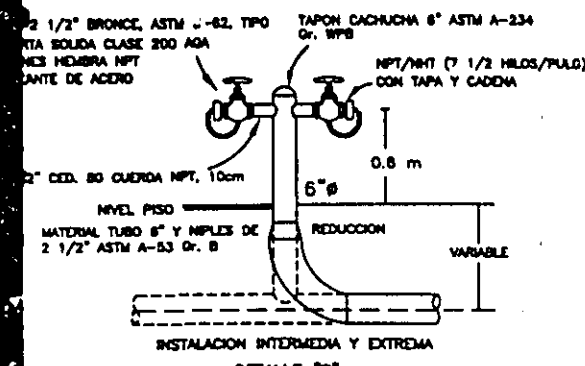 2 1/2" BRONCE, ASTM -62, TIPO
RTA SOLIDA CLASE 200 AOA
NES HEMBRA NPT
ANTE DE ACERO
TAPON CACHUCHA 6" ASTM A-234
Gr. WPB
NPT/NHT (7 1/2 HILOS/PULG)
CON TAPA Y CADENA
0.6 m
2" CED. 80 CUERDA NPT, 10cm
6"ø
NIVEL PISO
MATERIAL TUBO 6" Y NIPLES DE
2 1/2" ASTM A-53 Gr. B
REDUCCION
VARIABLE
INSTALACION INTERMEDIA Y EXTREMA